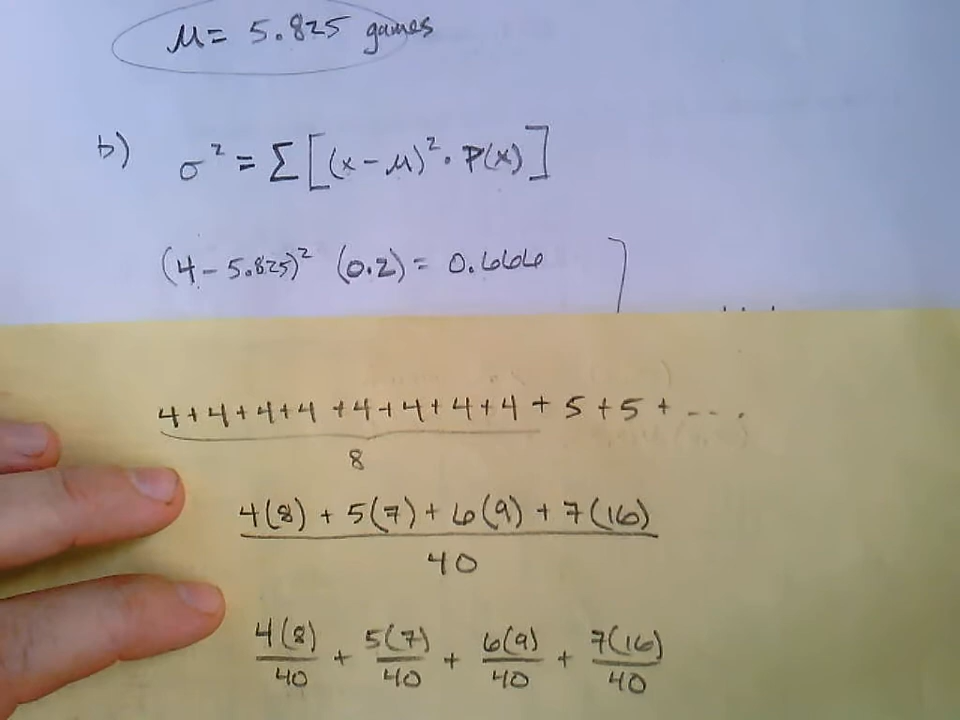 μ= 5.825 games
b) σ² = Σ[(x-μ)²· P(x)]
(4-5.825)² (0.2) = 0.666
4+4+4+4+4+4+4+4+5+5+---.
8
4(8) + 5(7) + 6(9) + 7(16)
40
4(8)/40 + 5(7)/40 + 6(9)/40 + 7(16)/40